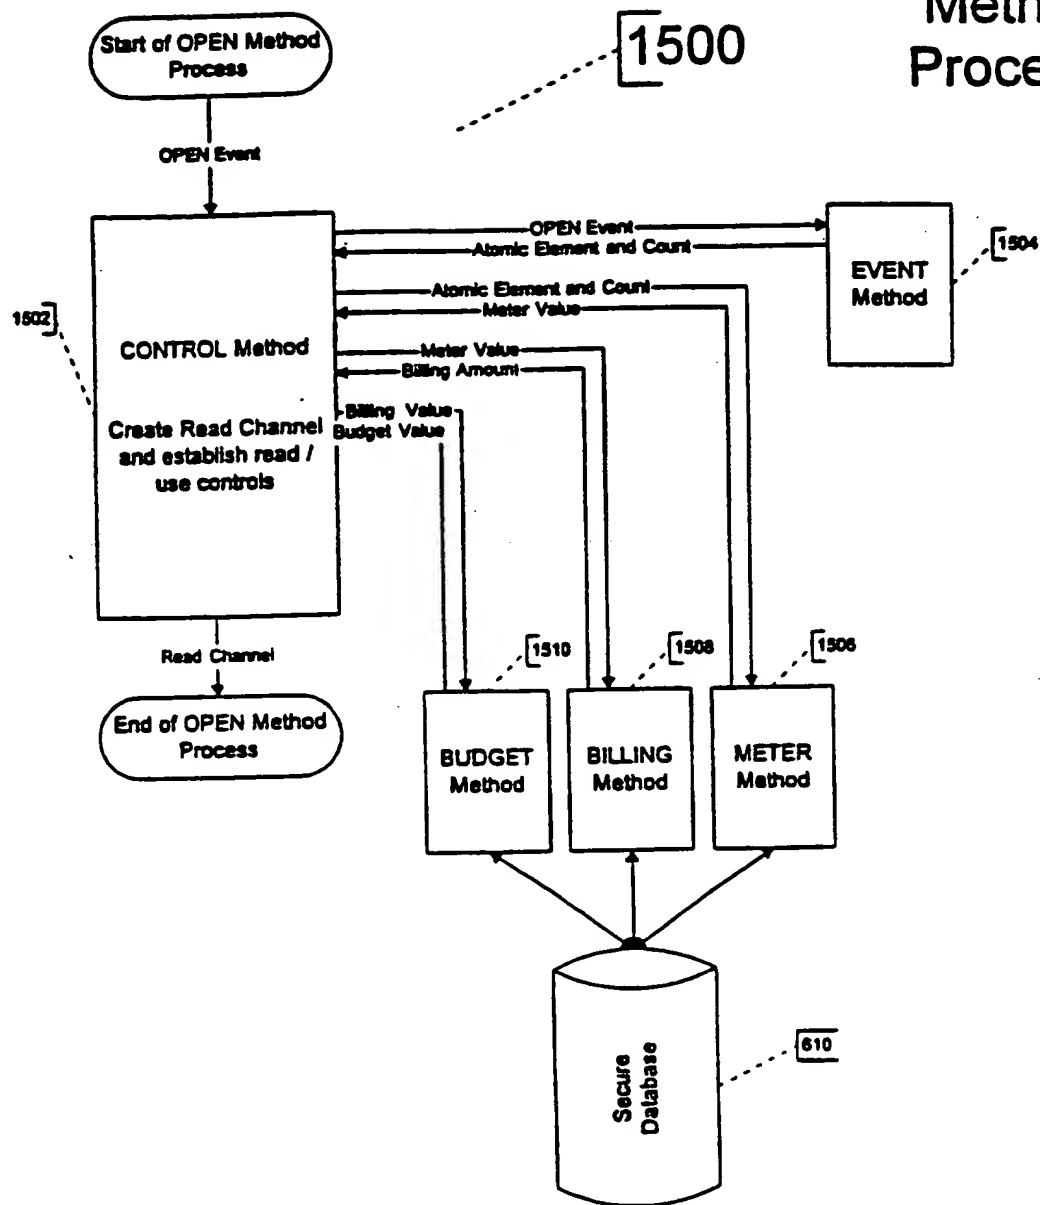 Meth
Proce
1500
Start of OPEN Method
Process
OPEN Event
OPEN Event
Atomic Element and Count
EVENT
Method
1504
Atomic Element and Count
Meter Value
1502
CONTROL Method
Create Read Channel
and establish read /
use controls
Meter Value
Billing Amount
Billing Value
Budget Value
Read Channel
End of OPEN Method
Process
1510
1508
1506
BUDGET
Method
BILLING
Method
METER
Method
Secure
Database
610